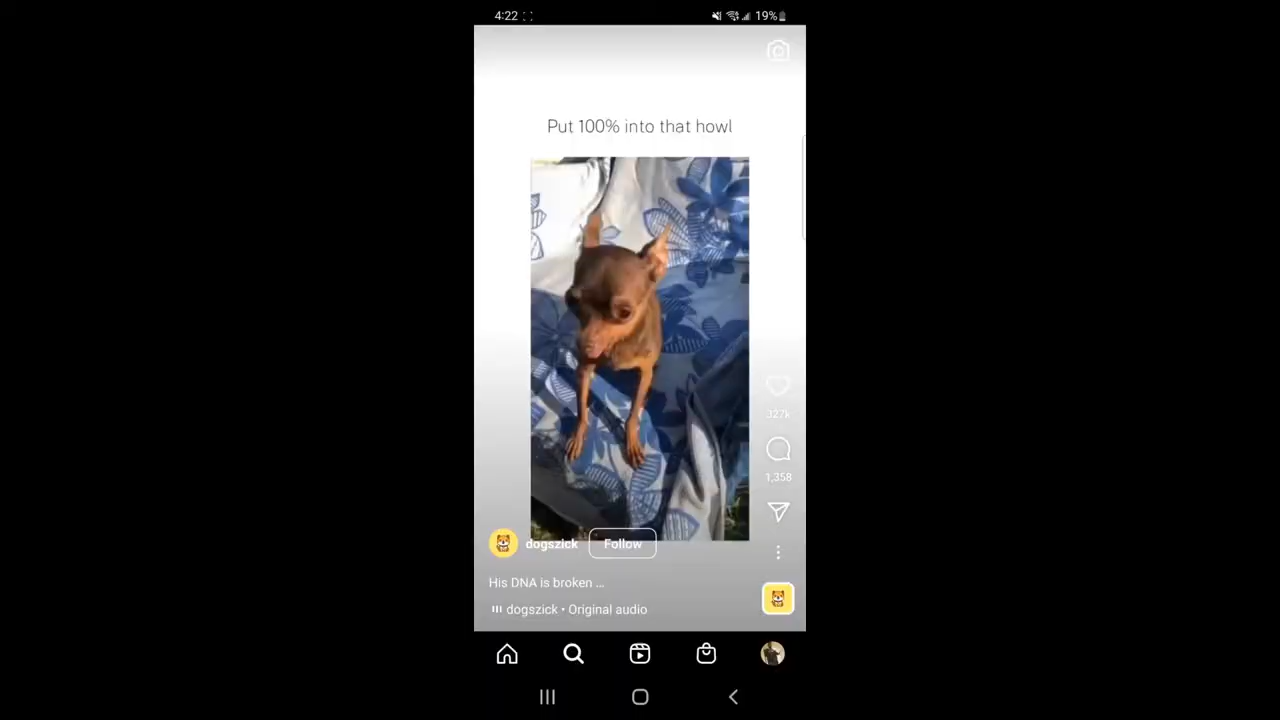 4:22
19%
Put 100% into that howl
327k
1,358
dogszick Follow
His DNA is broken ...
dogszick • Original audio